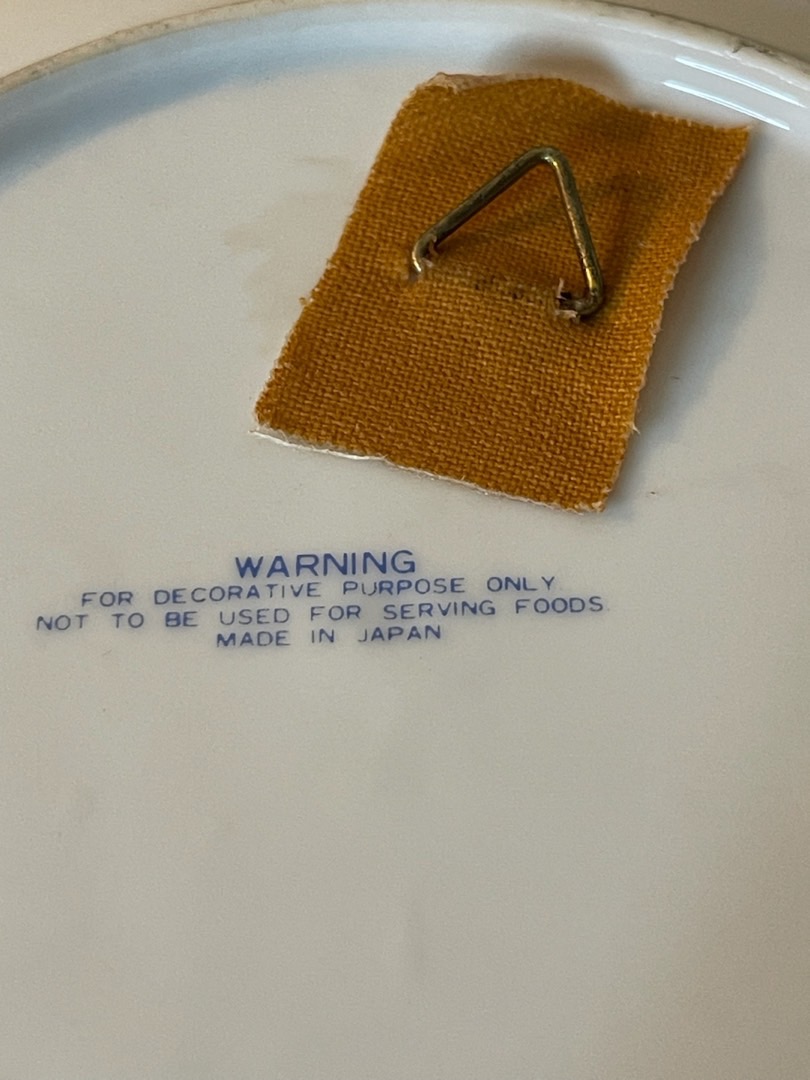 WARNING
FOR DECORATIVE PURPOSE ONLY.
NOT TO BE USED FOR SERVING FOODS.
MADE IN JAPAN